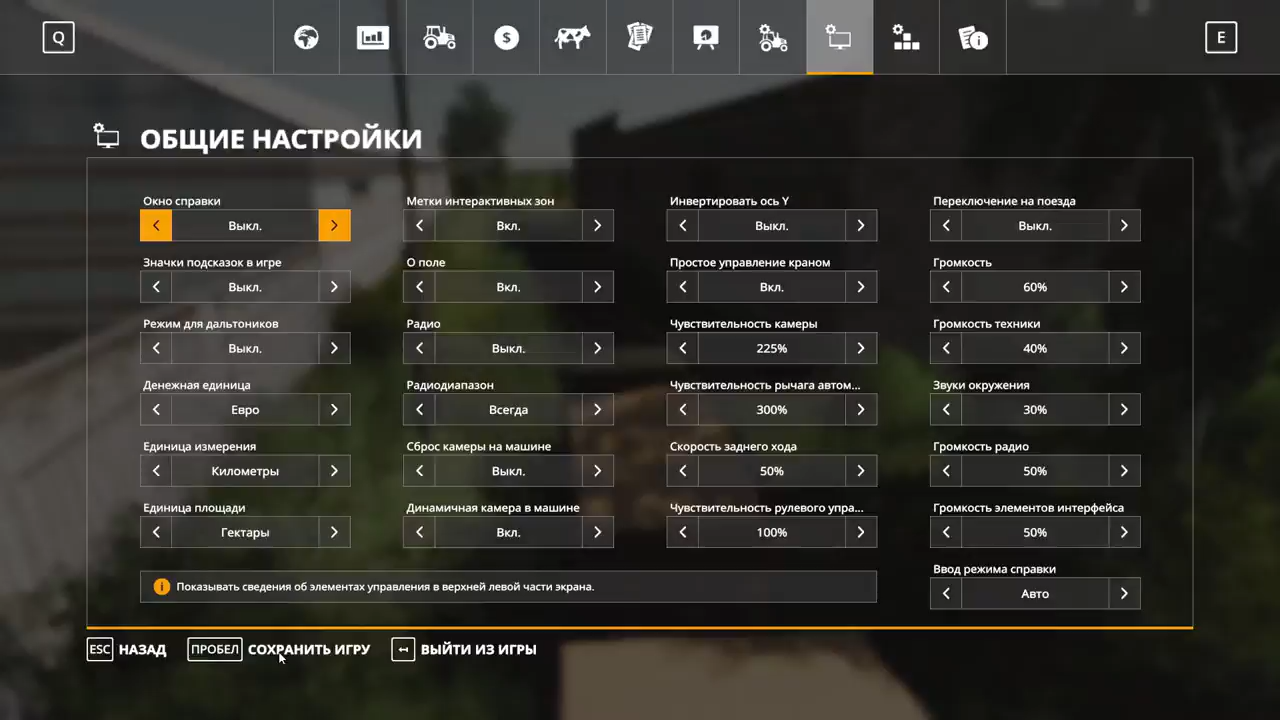 Q
E
ОБЩИЕ НАСТРОЙКИ
Окно справки
Выкл.
Значки подсказок в игре
Выкл.
Режим для дальтоников
Выкл.
Денежная единица
Евро
Единица измерения
Километры
Единица площади
Гектары
Метки интерактивных зон
Вкл.
О поле
Вкл.
Радио
Выкл.
Радиодиапазон
Всегда
Сброс камеры на машине
Выкл.
Динамичная камера в машине
Вкл.
Инвертировать ось Y
Выкл.
Простое управление краном
Вкл.
Чувствительность камеры
225%
Чувствительность рычага автом...
300%
Скорость заднего хода
50%
Чувствительность рулевого упра...
100%
Переключение на поезда
Выкл.
Громкость
60%
Громкость техники
40%
Звуки окружения
30%
Громкость радио
50%
Громкость элементов интерфейса
50%
Ввод режима справки
Авто
Показывать сведения об элементах управления в верхней левой части экрана.
ESC НАЗАД ПРОБЕЛ СОХРАНИТЬ ИГРУ ВЫЙТИ ИЗ ИГРЫ